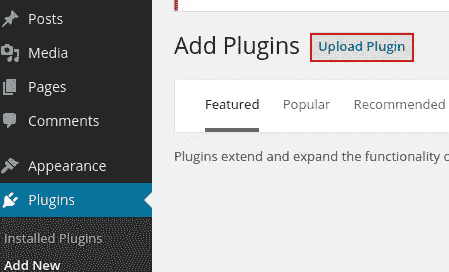 Posts
Media
Pages
Comments
Appearance
Plugins
Installed Plugins
Add New
Add Plugins Upload Plugin
Featured Popular Recommended
Plugins extend and expand the functionality